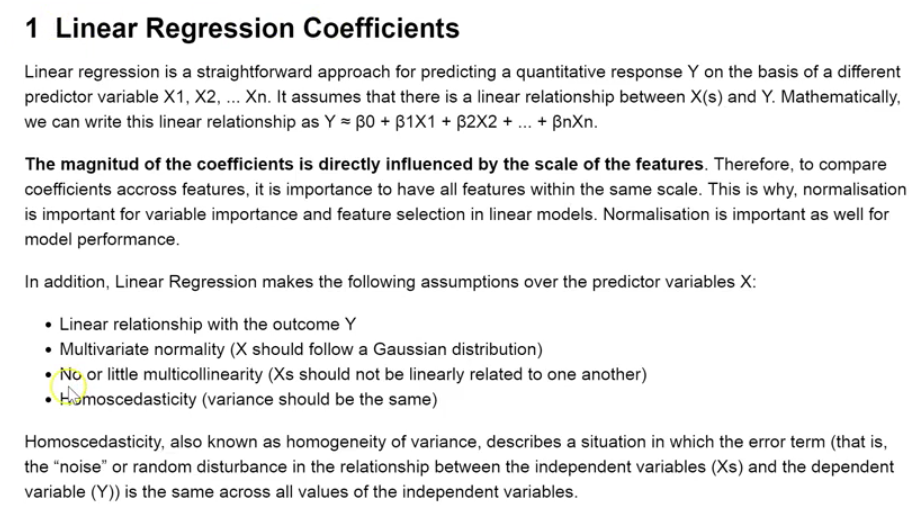 1 Linear Regression Coefficients
Linear regression is a straightforward approach for predicting a quantitative response Y on the basis of a different
predictor variable X1, X2, ... Xn. It assumes that there is a linear relationship between X(s) and Y. Mathematically,
we can write this linear relationship as Y ≈ β0 + β1X1 + β2X2 + ... + βnXn.
The magnitud of the coefficients is directly influenced by the scale of the features. Therefore, to compare
coefficients accross features, it is importance to have all features within the same scale. This is why, normalisation
is important for variable importance and feature selection in linear models. Normalisation is important as well for
model performance.
In addition, Linear Regression makes the following assumptions over the predictor variables X:
• Linear relationship with the outcome Y
• Multivariate normality (X should follow a Gaussian distribution)
• No or little multicollinearity (Xs should not be linearly related to one another)
• Homoscedasticity (variance should be the same)
Homoscedasticity, also known as homogeneity of variance, describes a situation in which the error term (that is,
the “noise” or random disturbance in the relationship between the independent variables (Xs) and the dependent
variable (Y)) is the same across all values of the independent variables.